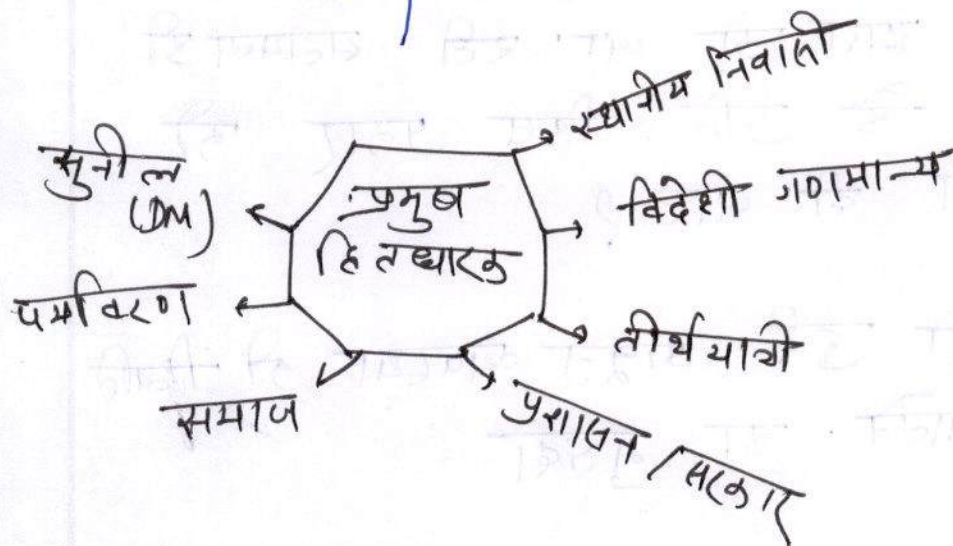 प्रमुख
हितधारक
स्थानीय निवासी
विदेशी गणमान्य
तीर्थयात्री
प्रशासन / सरकार
समाज
पर्यावरण
सुनील
(DM)